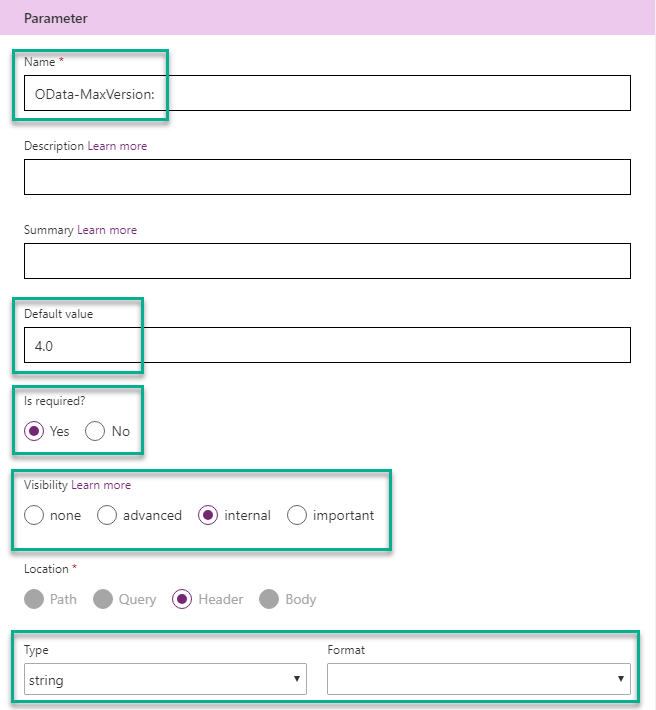 Parameter
Name *
OData-MaxVersion:
Description Learn more
Summary Learn more
Default value
4.0
Is required?
Yes No
Visibility Learn more
none advanced internal important
Location *
Path Query Header Body
Type Format
string